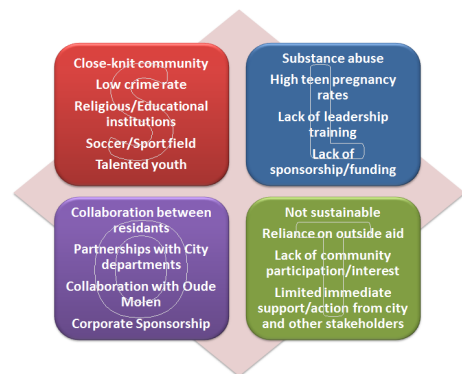 Close-knit community
Low crime rate
Religious/Educational
institutions
Soccer/Sport field
Talented youth
Substance abuse
High teen pregnancy
rates
Lack of leadership
training
Lack of
sponsorship/funding
Collaboration between
residants
Partnerships with City
departments
Collaboration with Oude
Molen
Corporate Sponsorship
Not sustainable
Reliance on outside aid
Lack of community
participation/interest
Limited immediate
support/action from city
and other stakeholders